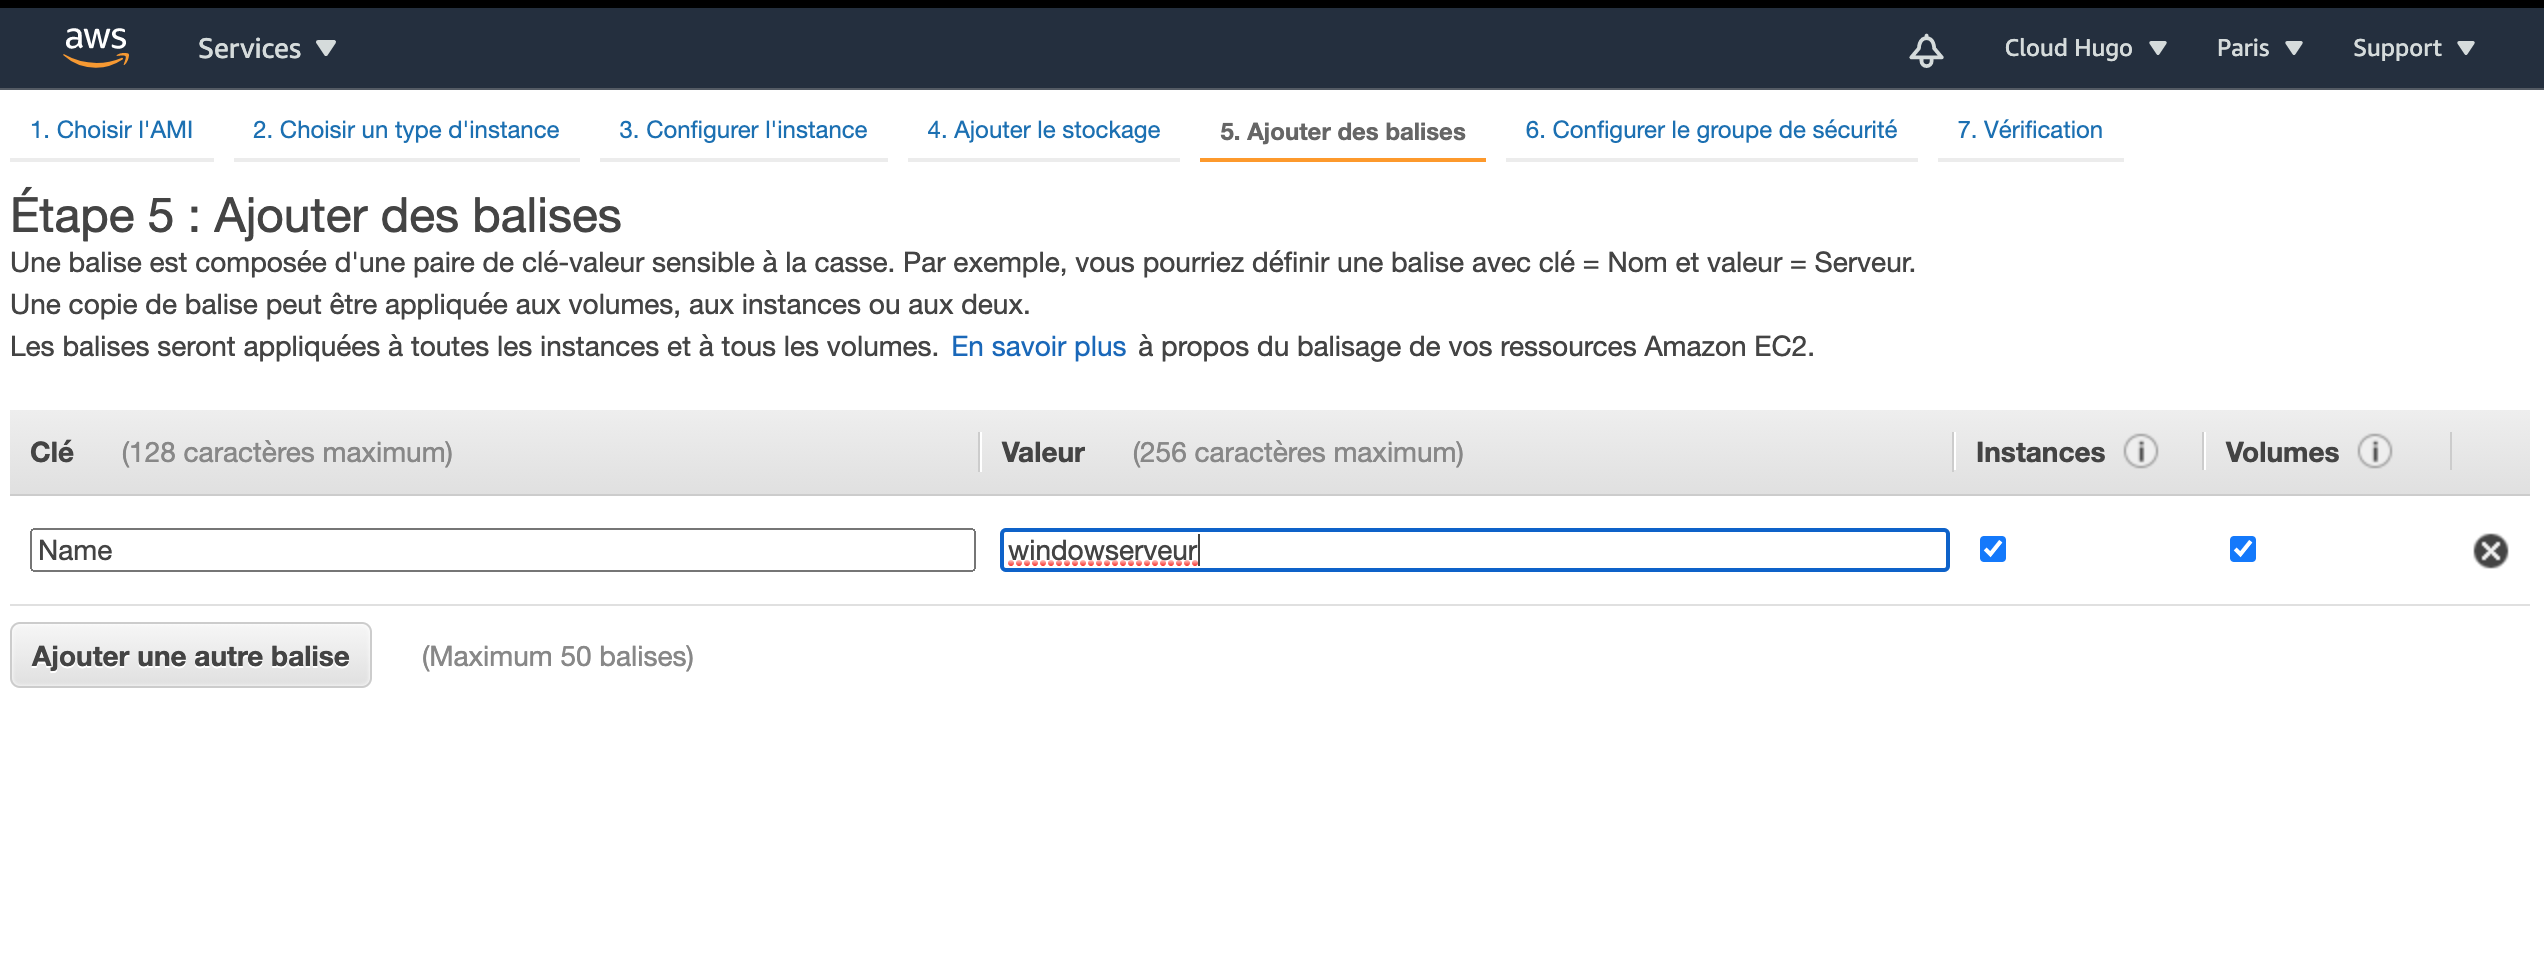 aws Services Cloud Hugo Paris Support
1. Choisir l'AMI 2. Choisir un type d'instance 3. Configurer l'instance 4. Ajouter le stockage 5. Ajouter des balises 6. Configurer le groupe de sécurité 7. Vérification
Étape 5 : Ajouter des balises
Une balise est composée d'une paire de clé-valeur sensible à la casse. Par exemple, vous pourriez définir une balise avec clé = Nom et valeur = Serveur.
Une copie de balise peut être appliquée aux volumes, aux instances ou aux deux.
Les balises seront appliquées à toutes les instances et à tous les volumes. En savoir plus à propos du balisage de vos ressources Amazon EC2.
Clé (128 caractères maximum) Valeur (256 caractères maximum) Instances i Volumes i
Name windowserveur
Ajouter une autre balise (Maximum 50 balises)